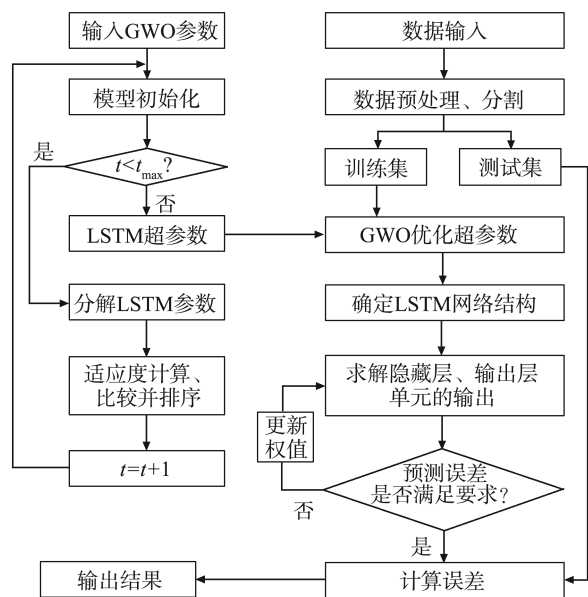 输入GWO参数
模型初始化
是
t<tmax?
否
LSTM超参数
分解LSTM参数
适应度计算、
比较并排序
t=t+1
数据输入
数据预处理、分割
训练集
测试集
GWO优化超参数
确定LSTM网络结构
求解隐藏层、输出层
单元的输出
更新
权值
预测误差
是否满足要求?
否
是
计算误差
输出结果